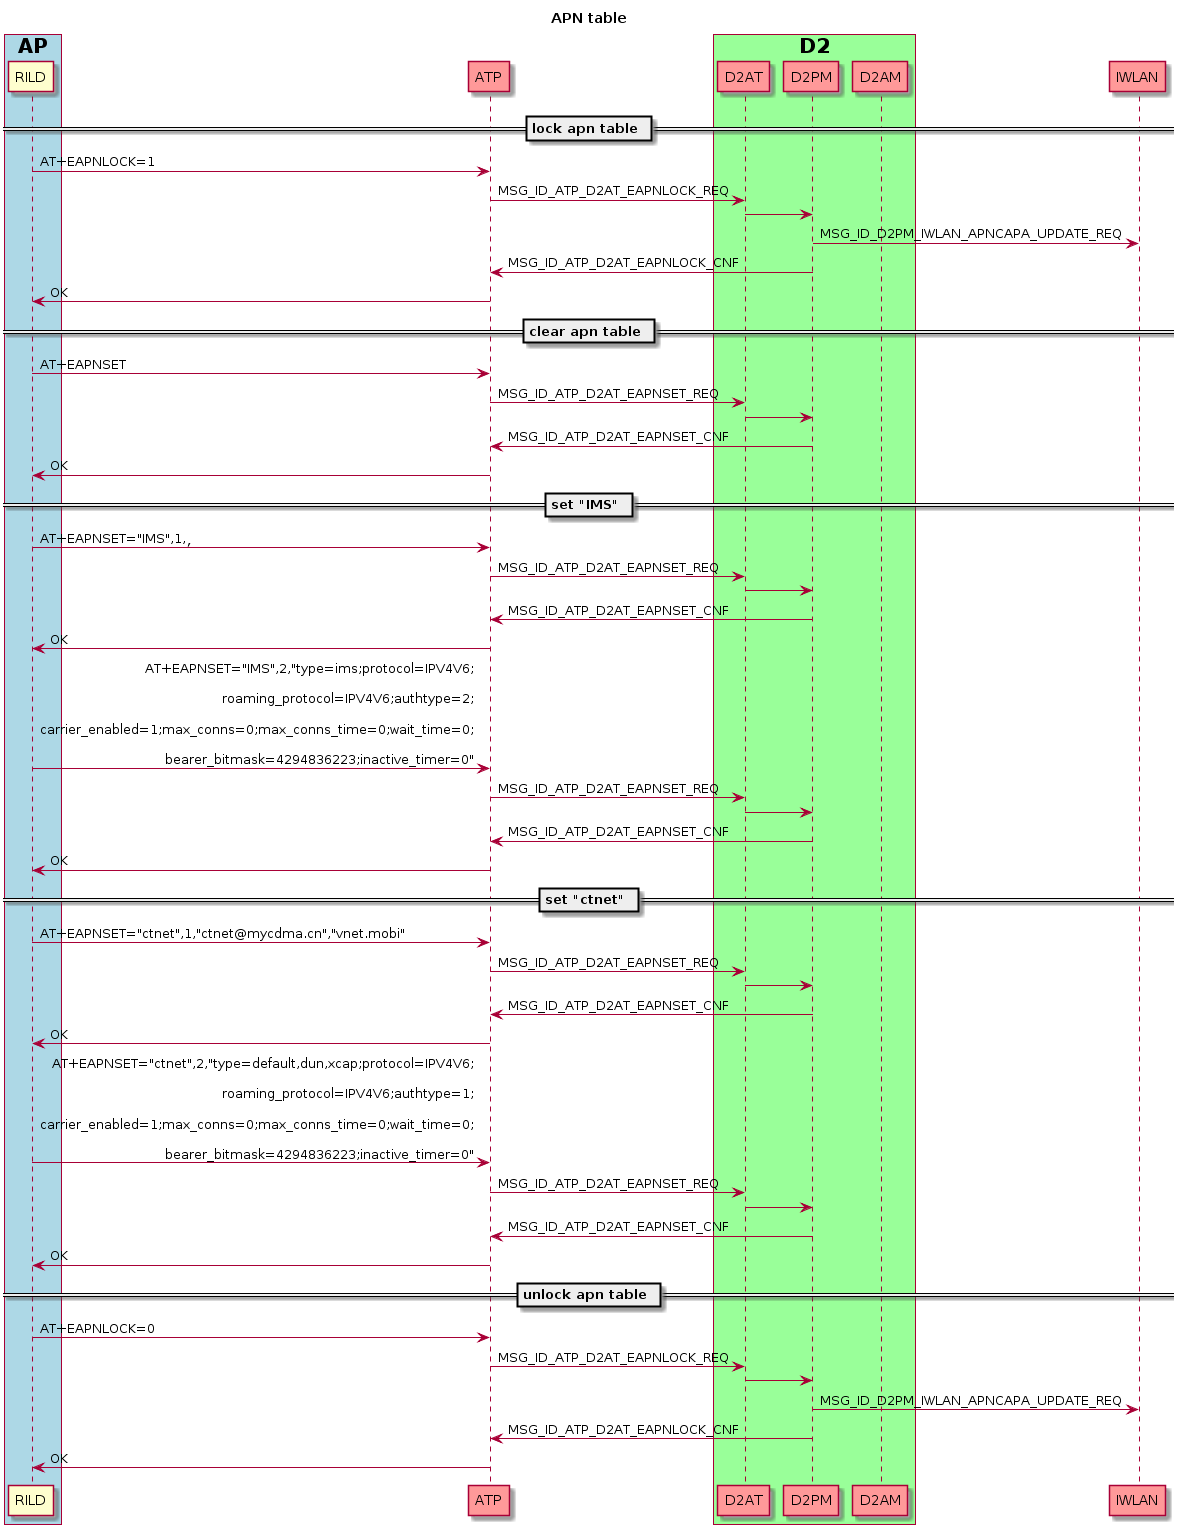 APN table
AP
D2
RILD
ATP
D2AT
D2PM
D2AM
IWLAN
lock apn table
AT+EAPNLOCK=1
MSG_ID_ATP_D2AT_EAPNLOCK_REQ
MSG_ID_D2PM_IWLAN_APNCAPA_UPDATE_REQ
MSG_ID_ATP_D2AT_EAPNLOCK_CNF
OK
clear apn table
AT+EAPNSET
MSG_ID_ATP_D2AT_EAPNSET_REQ
MSG_ID_ATP_D2AT_EAPNSET_CNF
OK
set "IMS"
AT+EAPNSET="IMS",1,,
MSG_ID_ATP_D2AT_EAPNSET_REQ
MSG_ID_ATP_D2AT_EAPNSET_CNF
OK
AT+EAPNSET="IMS",2,"type=ims;protocol=IPV4V6;
roaming_protocol=IPV4V6;authtype=2;
carrier_enabled=1;max_conns=0;max_conns_time=0;wait_time=0;
bearer_bitmask=4294836223;inactive_timer=0"
MSG_ID_ATP_D2AT_EAPNSET_REQ
MSG_ID_ATP_D2AT_EAPNSET_CNF
OK
set "ctnet"
AT+EAPNSET="ctnet",1,"ctnet@mycdma.cn","vnet.mobi"
MSG_ID_ATP_D2AT_EAPNSET_REQ
MSG_ID_ATP_D2AT_EAPNSET_CNF
OK
AT+EAPNSET="ctnet",2,"type=default,dun,xcap;protocol=IPV4V6;
roaming_protocol=IPV4V6;authtype=1;
carrier_enabled=1;max_conns=0;max_conns_time=0;wait_time=0;
bearer_bitmask=4294836223;inactive_timer=0"
MSG_ID_ATP_D2AT_EAPNSET_REQ
MSG_ID_ATP_D2AT_EAPNSET_CNF
OK
unlock apn table
AT+EAPNLOCK=0
MSG_ID_ATP_D2AT_EAPNLOCK_REQ
MSG_ID_D2PM_IWLAN_APNCAPA_UPDATE_REQ
MSG_ID_ATP_D2AT_EAPNLOCK_CNF
OK
RILD
ATP
D2AT
D2PM
D2AM
IWLAN